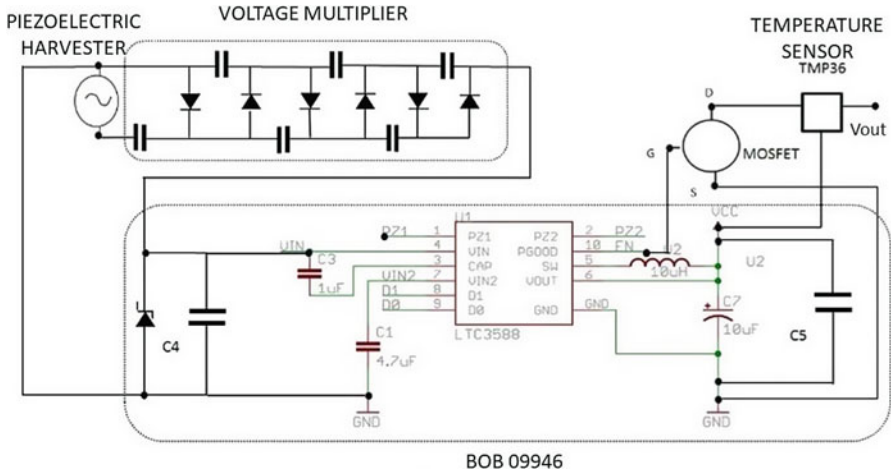 VOLTAGE MULTIPLIER
PIEZOELECTRIC
HARVESTER
TEMPERATURE
SENSOR
TMP36
D
Vout
G
MOSFET
S
VCC
U1
PZ1
1
PZ1
PZ2
2
PZ2
VIN
4
VIN
PGOOD
10
EN
U2
C3
1uF
3
CAP
SW
5
10uH
U2
VIN2
7
VIN2
VOUT
6
D1
8
D1
D0
9
D0
GND
GND
LTC3588
C7
10uF
C4
C1
4.7uF
C5
GND
GND
BOB 09946